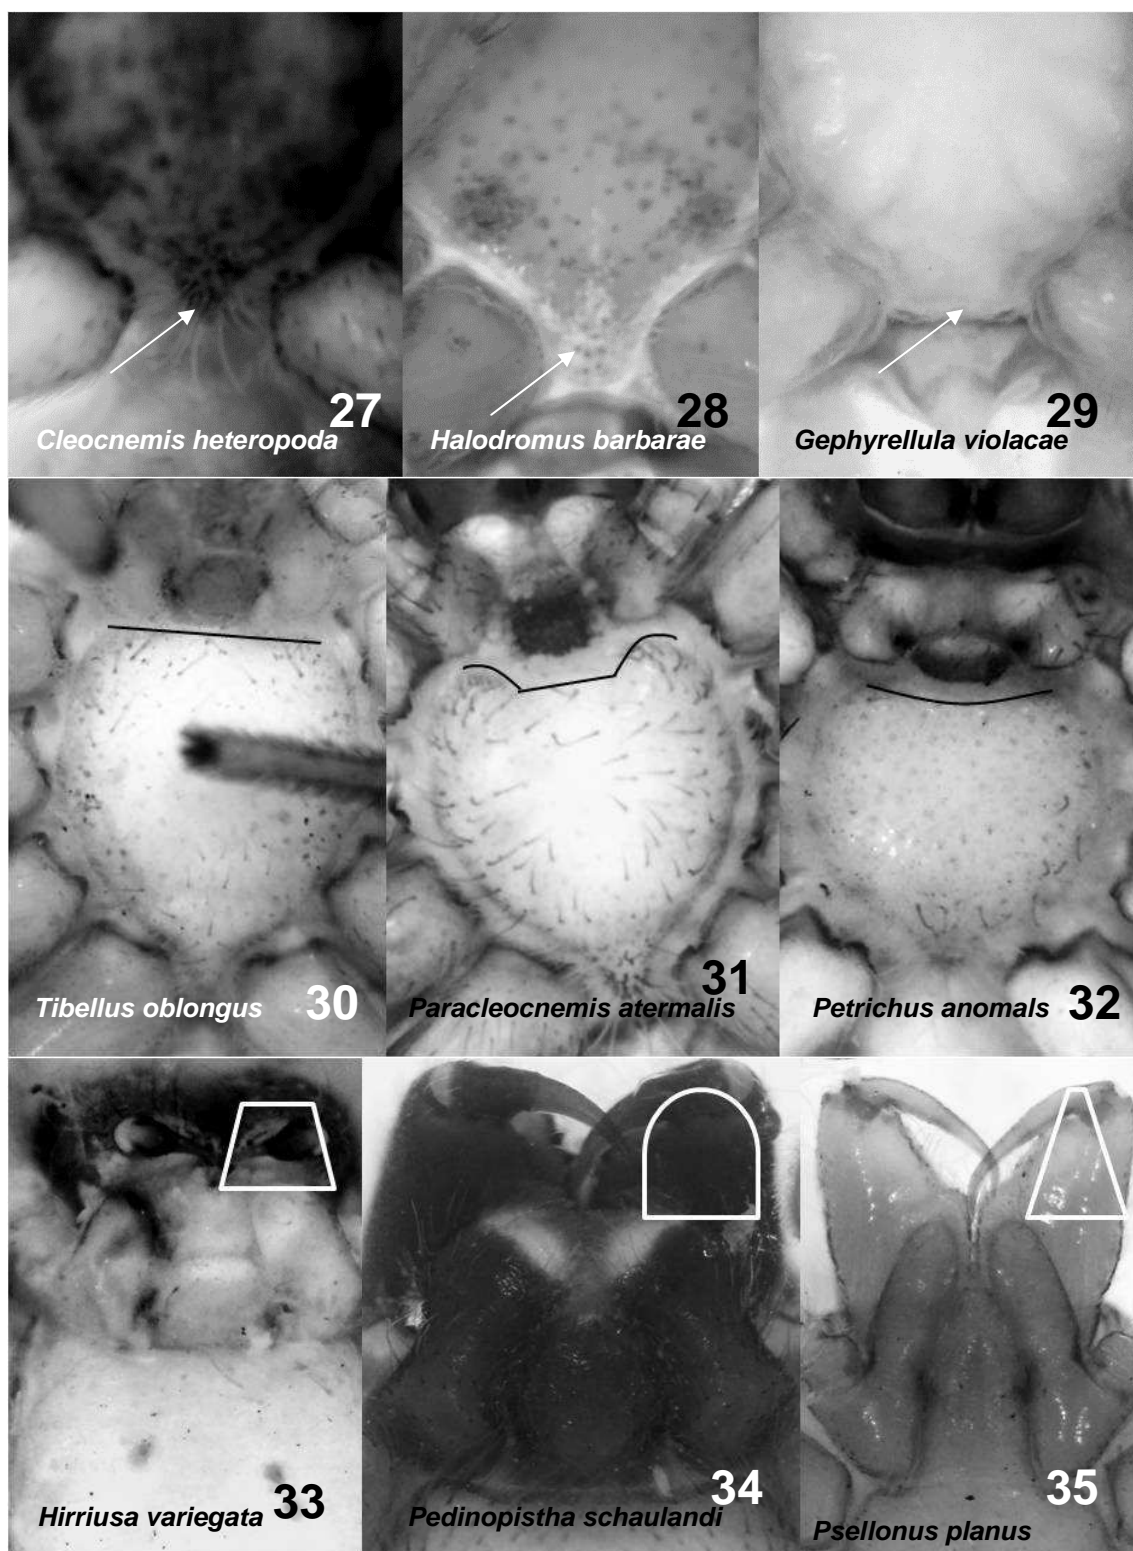 27
Cleocnemis heteropoda
28
Halodromus barbarae
29
Gephyrellula violacae
30
Tibellus oblongus
31
Paracleocnemis atermalis
32
Petrichus anomals
33
Hirriusa variegata
34
Pedinopistha schaulandi
35
Psellonus planus